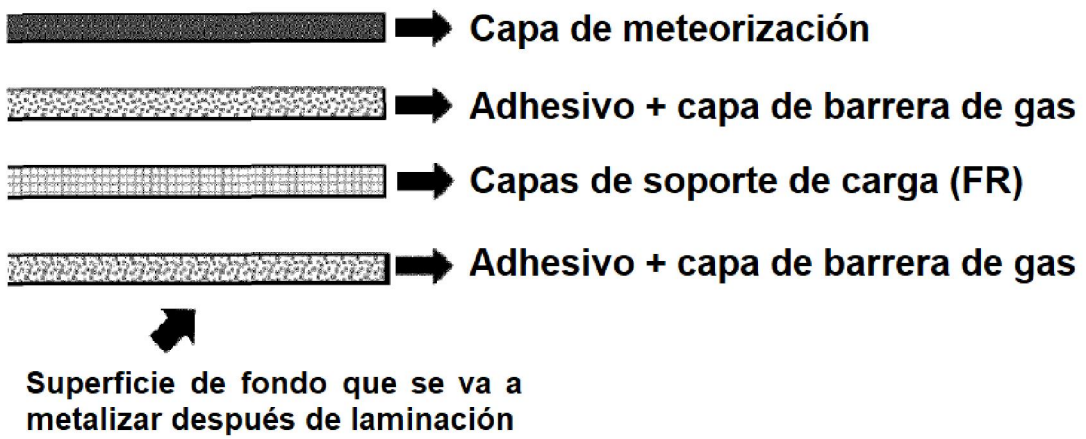 Capa de meteorización
Adhesivo + capa de barrera de gas
Capas de soporte de carga (FR)
Adhesivo + capa de barrera de gas
Superficie de fondo que se va a
metalizar después de laminación